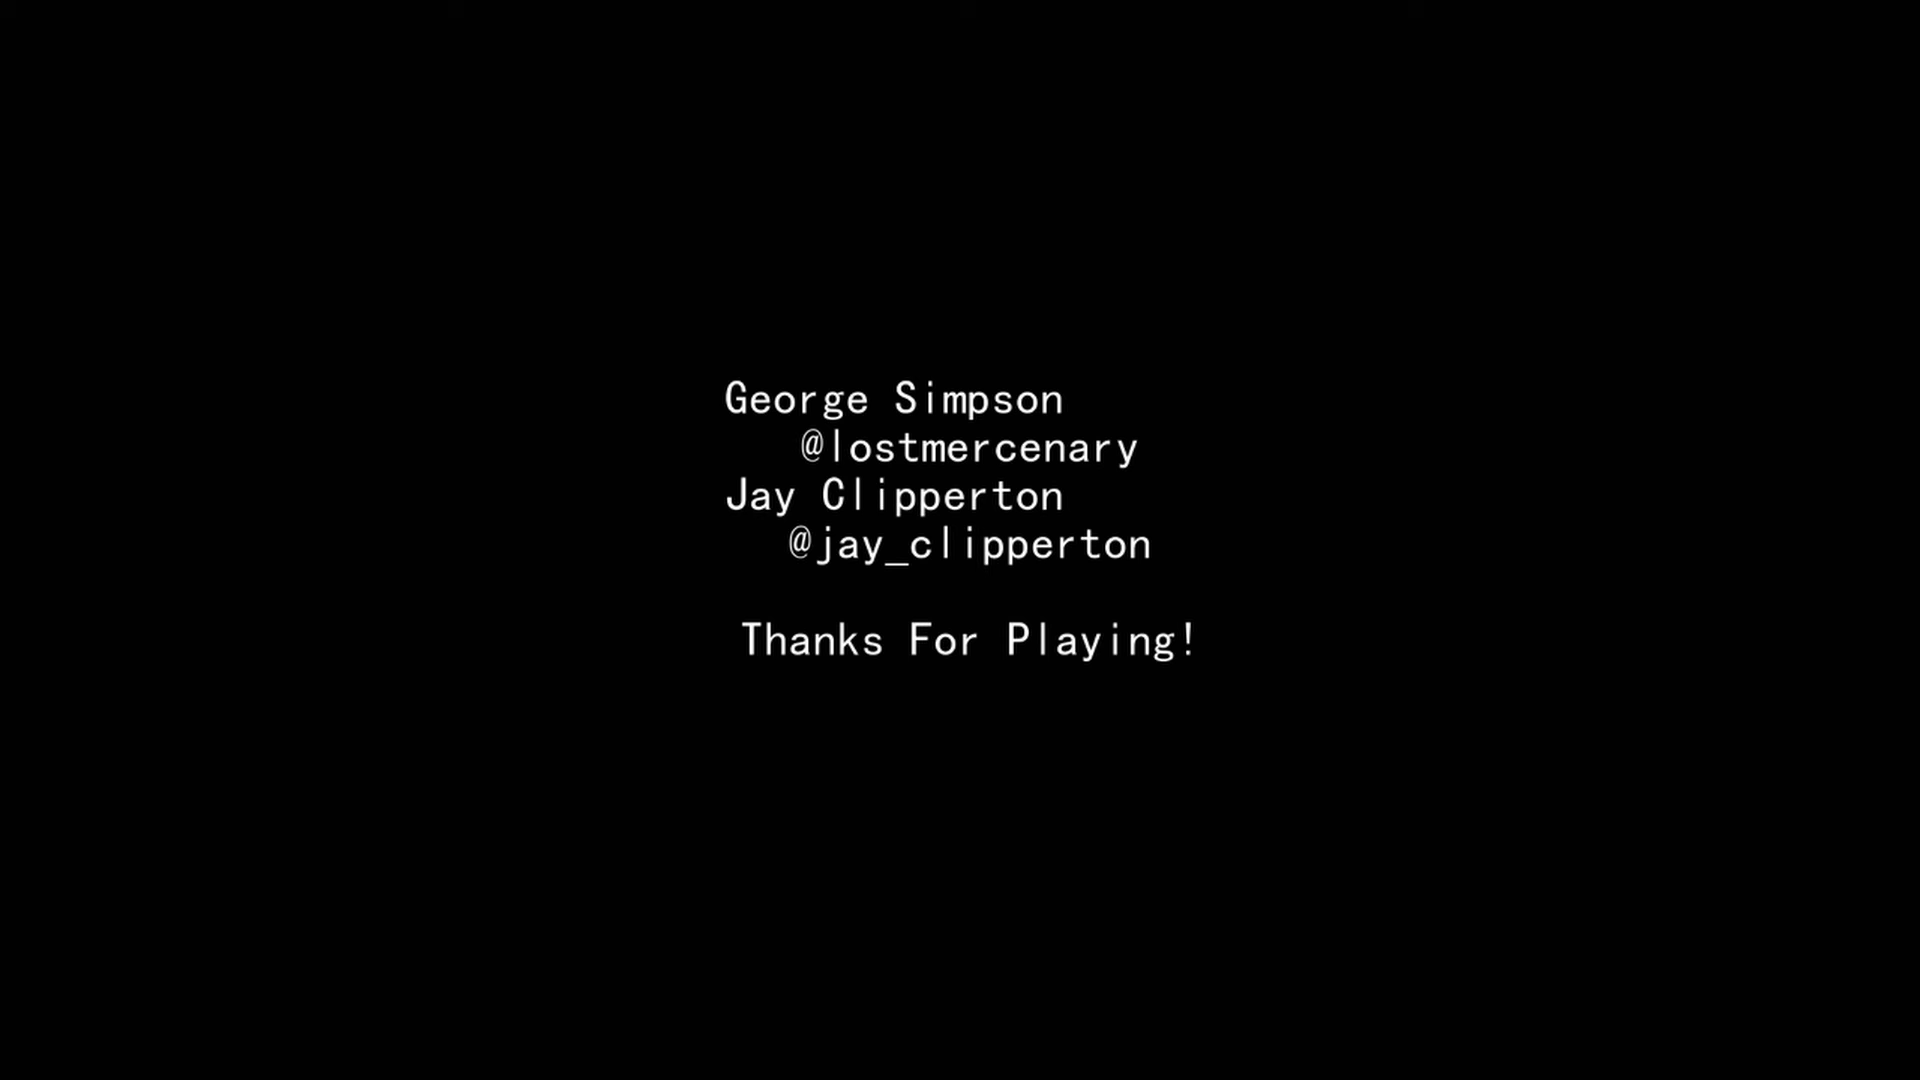 George Simpson
@lostmercenary
Jay Clipperton
@jay_clipperton
Thanks For Playing!